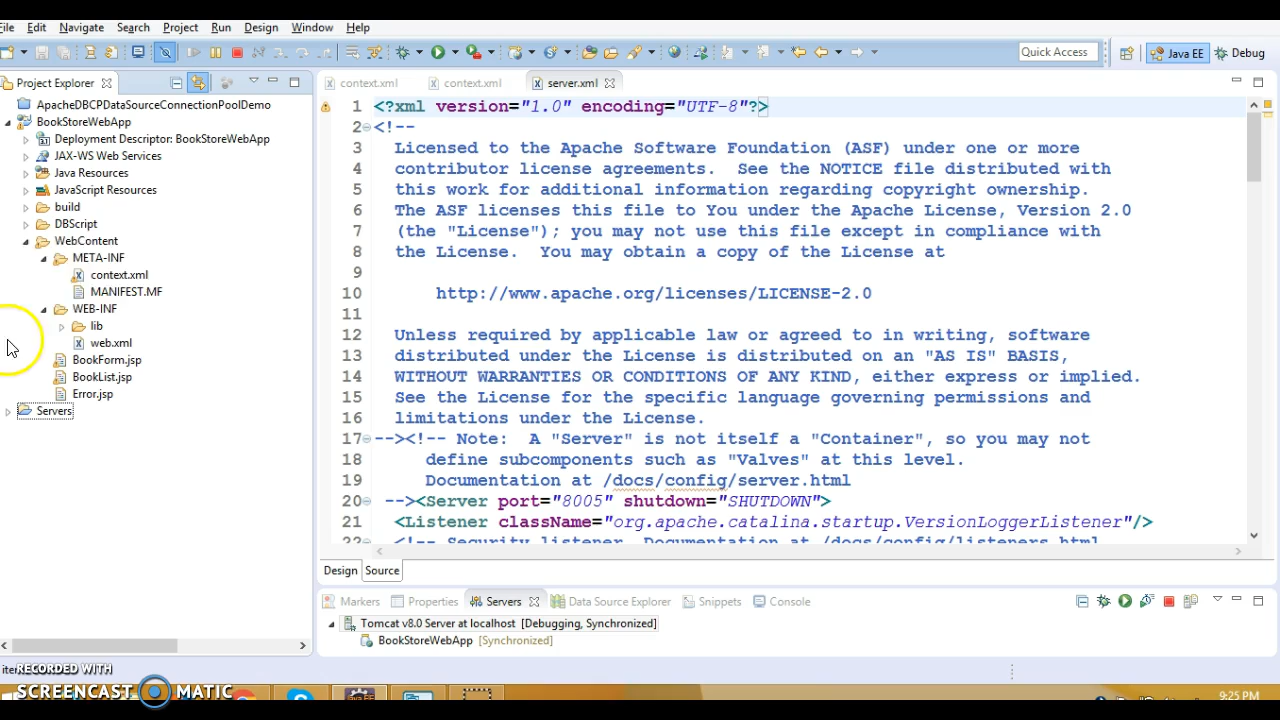 File Edit Navigate Search Project Run Design Window Help
Quick Access Java EE Debug
Project Explorer
ApacheDBCPDataSourceConnectionPoolDemo
BookStoreWebApp
Deployment Descriptor: BookStoreWebApp
JAX-WS Web Services
Java Resources
JavaScript Resources
build
DBScript
WebContent
META-INF
context.xml
MANIFEST.MF
WEB-INF
lib
web.xml
BookForm.jsp
BookList.jsp
Error.jsp
Servers
context.xml context.xml server.xml
1 <?xml version="1.0" encoding="UTF-8"?>
2 <!--
3 Licensed to the Apache Software Foundation (ASF) under one or more
4 contributor license agreements. See the NOTICE file distributed with
5 this work for additional information regarding copyright ownership.
6 The ASF licenses this file to You under the Apache License, Version 2.0
7 (the "License"); you may not use this file except in compliance with
8 the License. You may obtain a copy of the License at
9
10 http://www.apache.org/licenses/LICENSE-2.0
11
12 Unless required by applicable law or agreed to in writing, software
13 distributed under the License is distributed on an "AS IS" BASIS,
14 WITHOUT WARRANTIES OR CONDITIONS OF ANY KIND, either express or implied.
15 See the License for the specific language governing permissions and
16 limitations under the License.
17 --><!-- Note: A "Server" is not itself a "Container", so you may not
18 define subcomponents such as "Valves" at this level.
19 Documentation at /docs/config/server.html
20 --><Server port="8005" shutdown="SHUTDOWN">
21 <Listener className="org.apache.catalina.startup.VersionLoggerListener"/>
22 <!-- Security listener. Documentation at /docs/config/listeners.html
Design Source
Markers Properties Servers Data Source Explorer Snippets Console
Tomcat v8.0 Server at localhost [Debugging, Synchronized]
BookStoreWebApp [Synchronized]
RECORDED WITH
SCREENCAST MATIC
9:25 PM